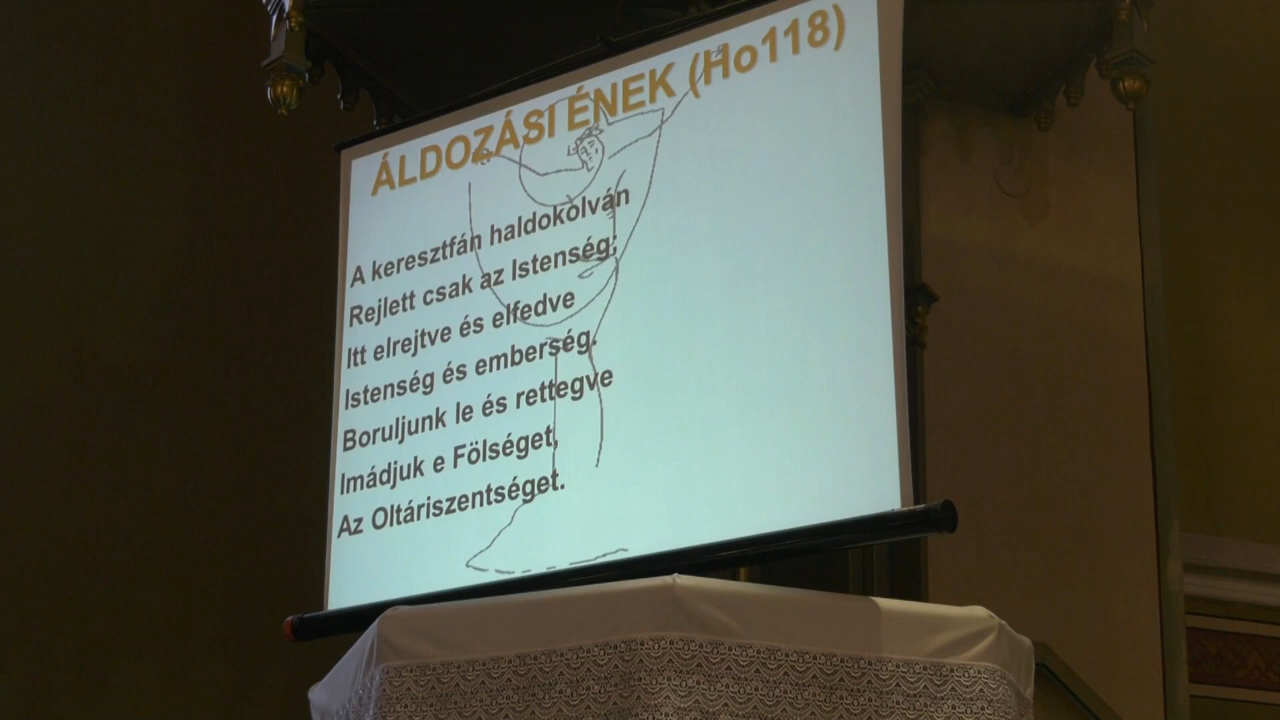 ÁLDOZÁSI ÉNEK (Ho118)
A keresztfán haldokolván
Rejlett csak az Istenség;
Itt elrejtve és elfedve
Istenség és emberség.
Boruljunk le és rettegve
Imádjuk e Fölséget,
Az Oltáriszentséget.